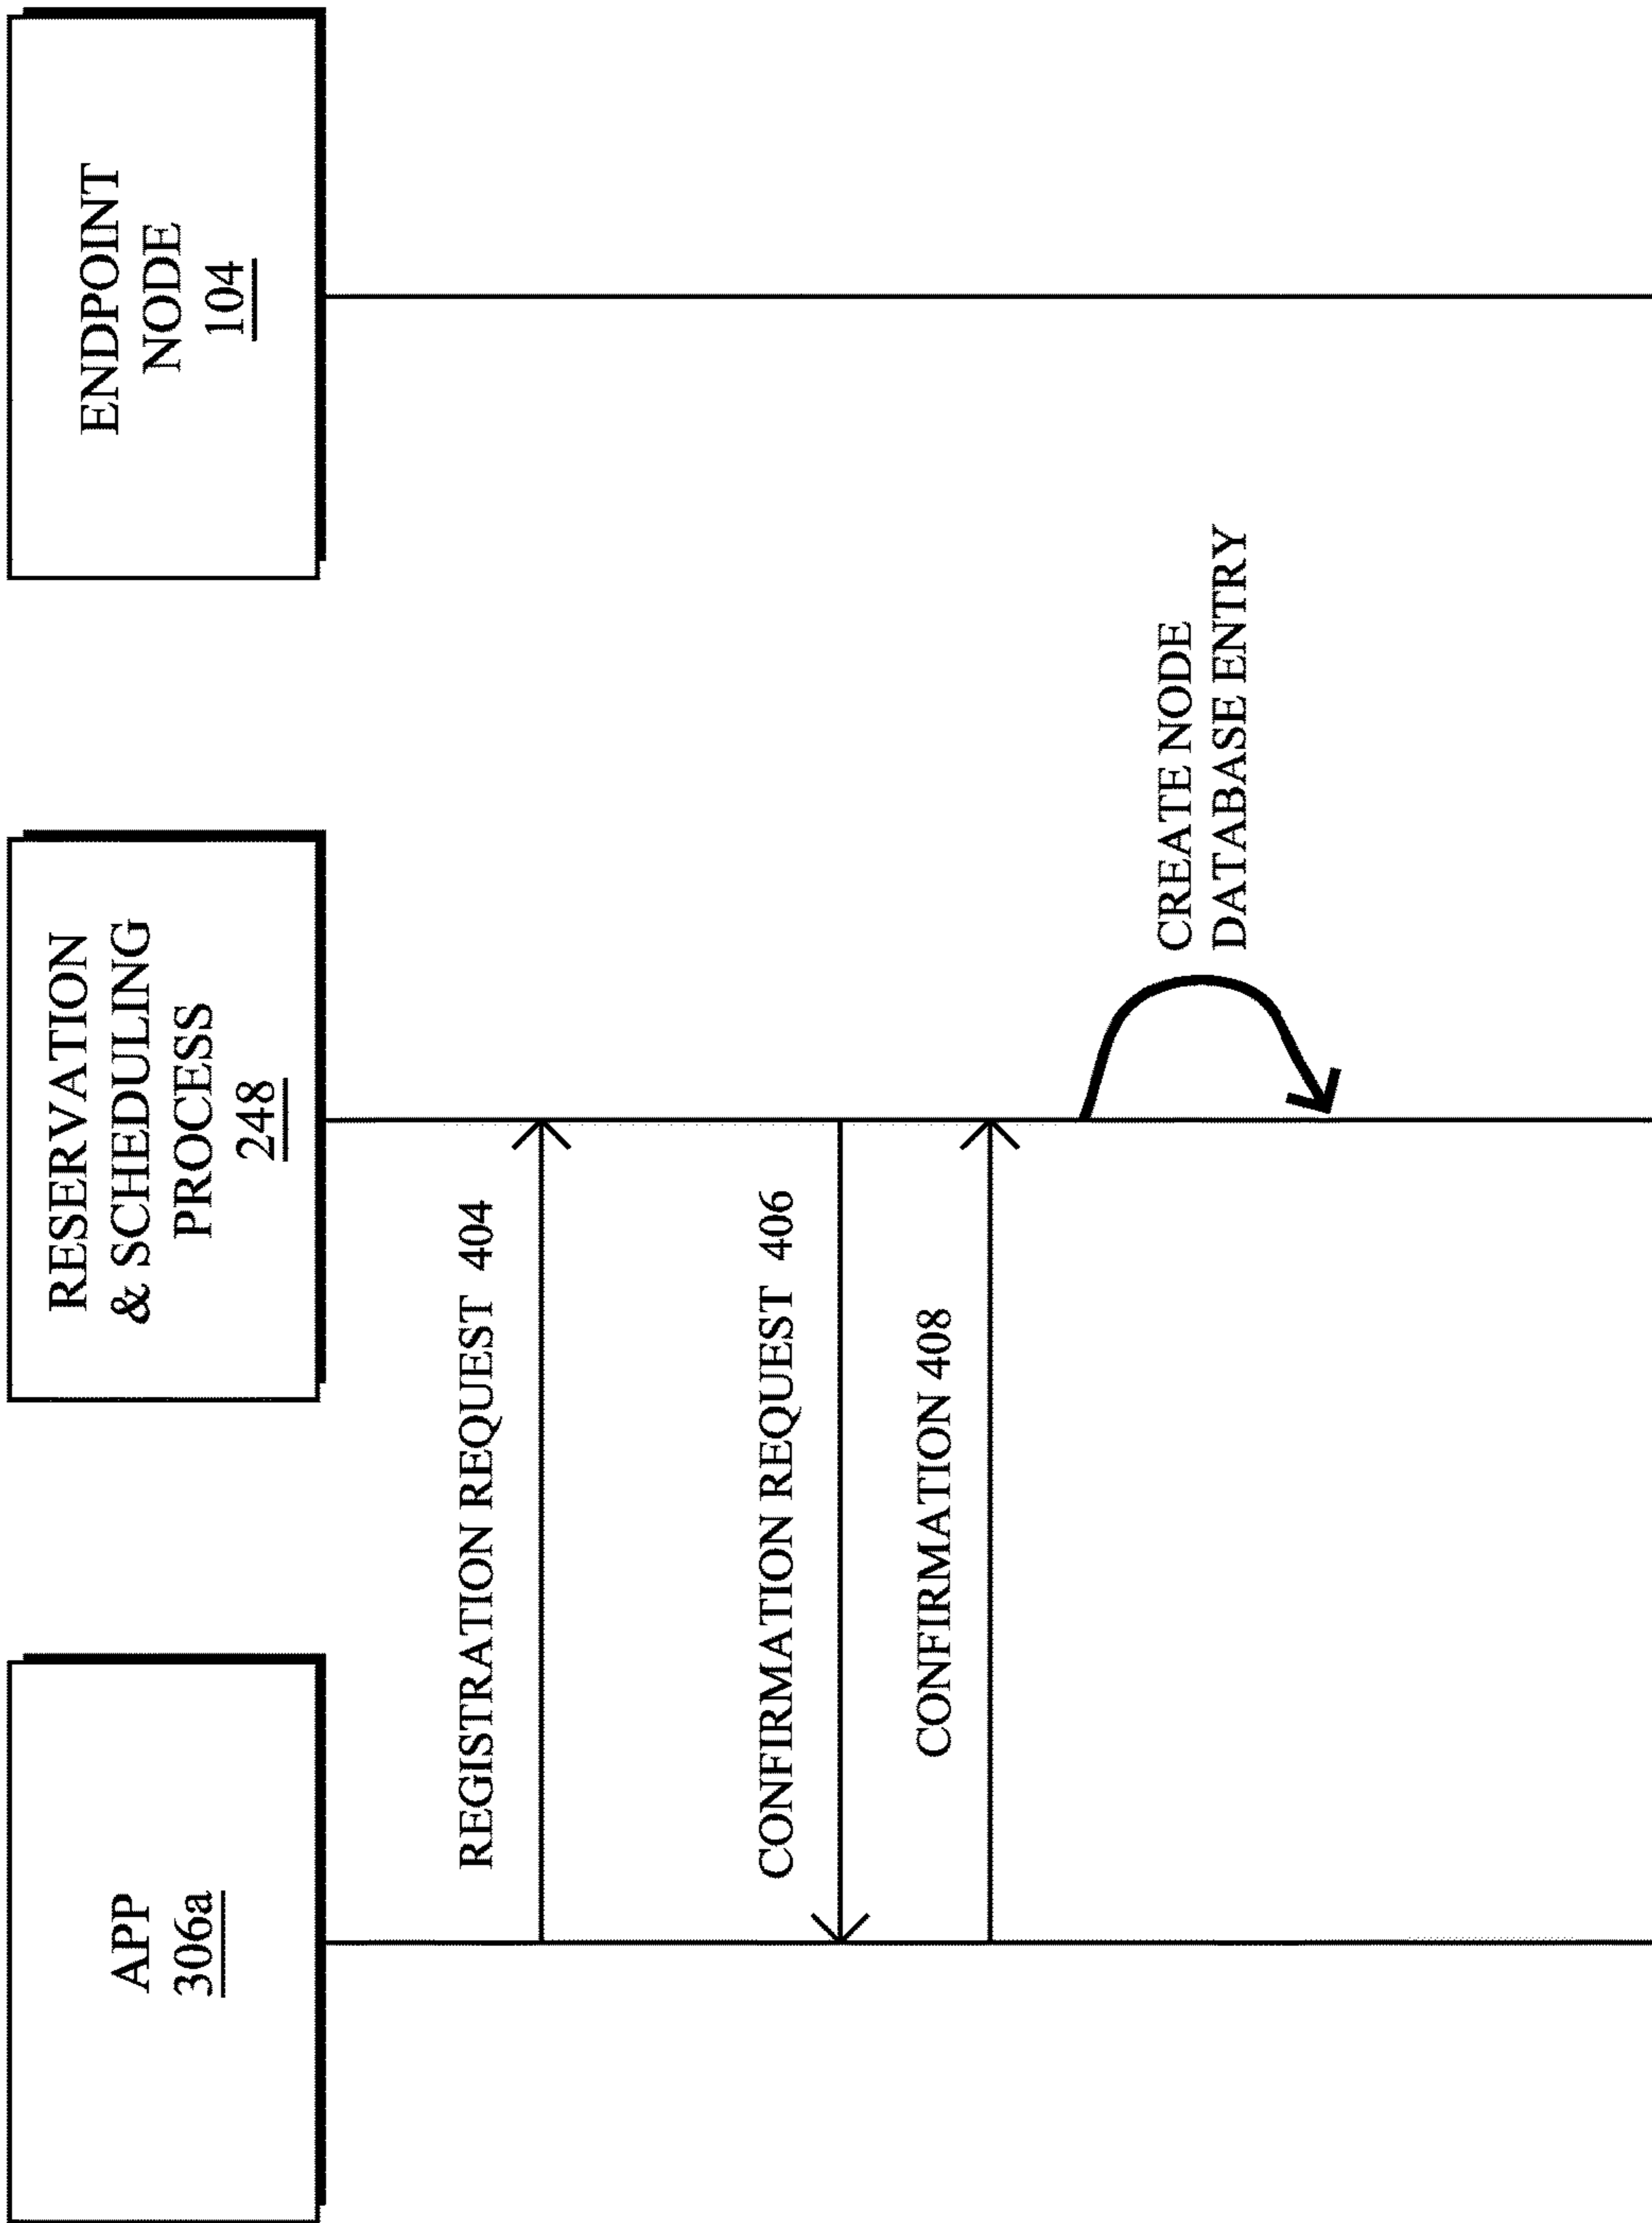 APP
306a
RESERVATION
& SCHEDULING
PROCESS
248
ENDPOINT
NODE
104
REGISTRATION REQUEST 404
CONFIRMATION REQUEST 406
CONFIRMATION 408
CREATE NODE
DATABASE ENTRY